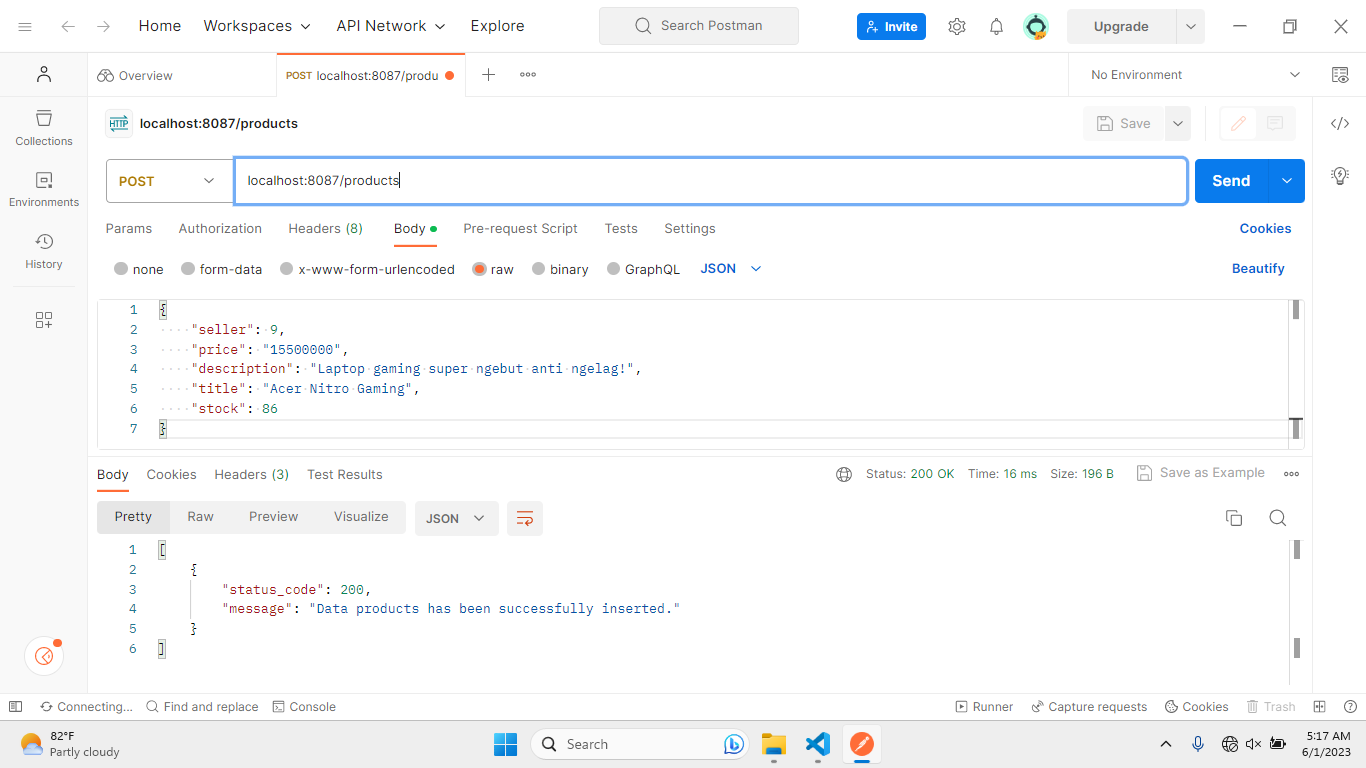 Home Workspaces API Network Explore Search Postman Invite Upgrade
Overview POST localhost:8087/produ No Environment
HTTP localhost:8087/products Save
Collections
Environments
History
POST localhost:8087/products Send
Params Authorization Headers (8) Body Pre-request Script Tests Settings Cookies
none form-data x-www-form-urlencoded raw binary GraphQL JSON Beautify
1 {
2 "seller": 9,
3 "price": "15500000",
4 "description": "Laptop gaming super ngebut anti ngelag!",
5 "title": "Acer Nitro Gaming",
6 "stock": 86
7 }
Body Cookies Headers (3) Test Results Status: 200 OK Time: 16 ms Size: 196 B Save as Example
Pretty Raw Preview Visualize JSON
1 [
2 {
3 "status_code": 200,
4 "message": "Data products has been successfully inserted."
5 }
6 ]
Connecting... Find and replace Console Runner Capture requests Cookies Trash
82°F
Partly cloudy
Search
5:17 AM
6/1/2023